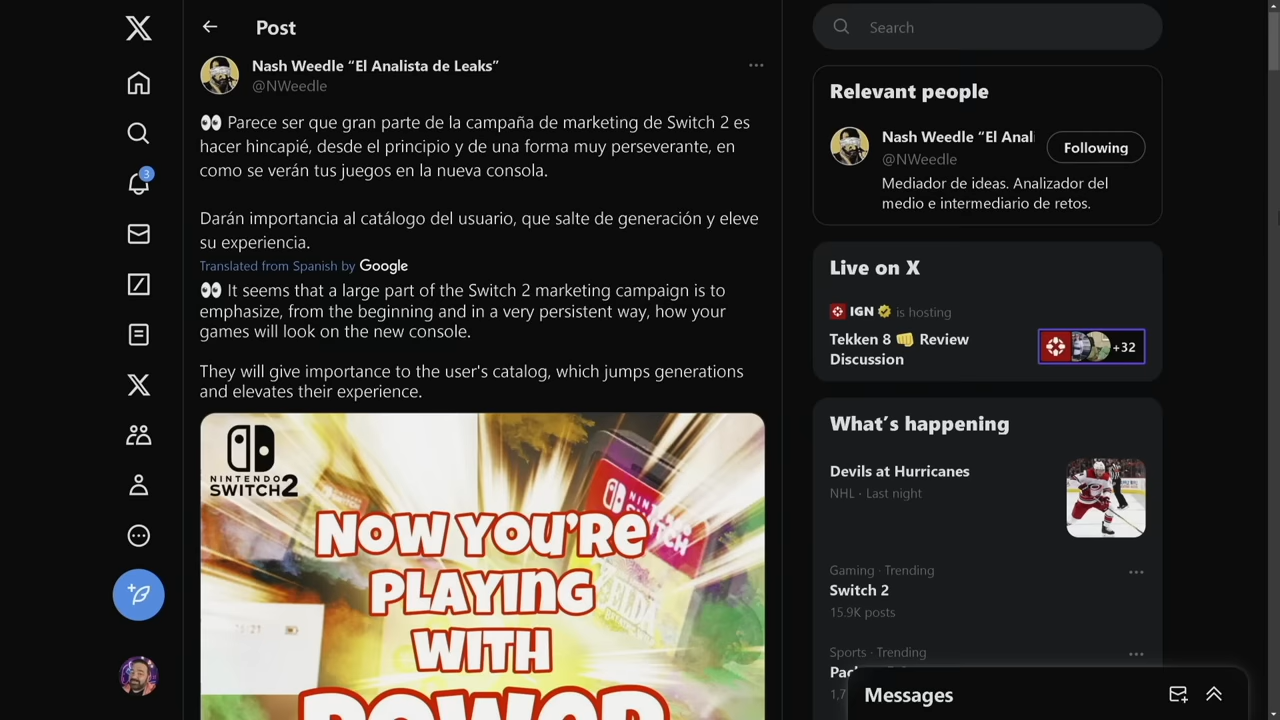 Post
Nash Weedle “El Analista de Leaks”
@NWeedle
Parece ser que gran parte de la campaña de marketing de Switch 2 es
hacer hincapié, desde el principio y de una forma muy perseverante, en
como se verán tus juegos en la nueva consola.
Darán importancia al catálogo del usuario, que salte de generación y eleve
su experiencia.
Translated from Spanish by Google
It seems that a large part of the Switch 2 marketing campaign is to
emphasize, from the beginning and in a very persistent way, how your
games will look on the new console.
They will give importance to the user's catalog, which jumps generations
and elevates their experience.
NINTENDO
SWITCH 2
NOW YOU'RE
PLAYING
WITH
POWER
ZELDA
3
Search
Relevant people
Nash Weedle “El Anal
@NWeedle
Following
Mediador de ideas. Analizador del
medio e intermediario de retos.
Live on X
IGN is hosting
Tekken 8 Review
Discussion
+32
What's happening
Devils at Hurricanes
NHL · Last night
Gaming · Trending
Switch 2
15.9K posts
Sports · Trending
Messages